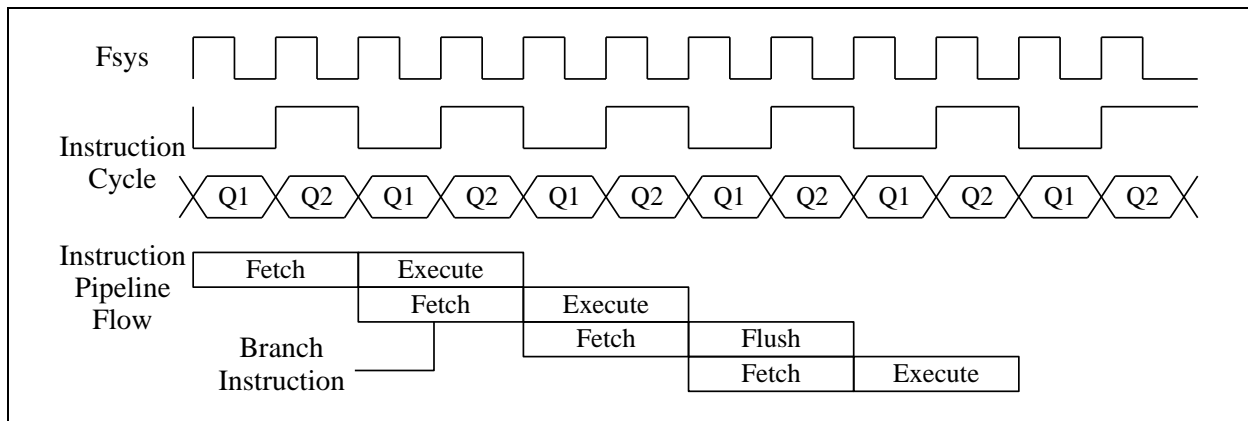 Fsys
Instruction
Cycle
Q1 Q2 Q1 Q2 Q1 Q2 Q1 Q2 Q1 Q2 Q1 Q2
Instruction
Pipeline
Flow
Fetch Execute
Fetch Execute
Fetch Flush
Fetch Execute
Branch
Instruction